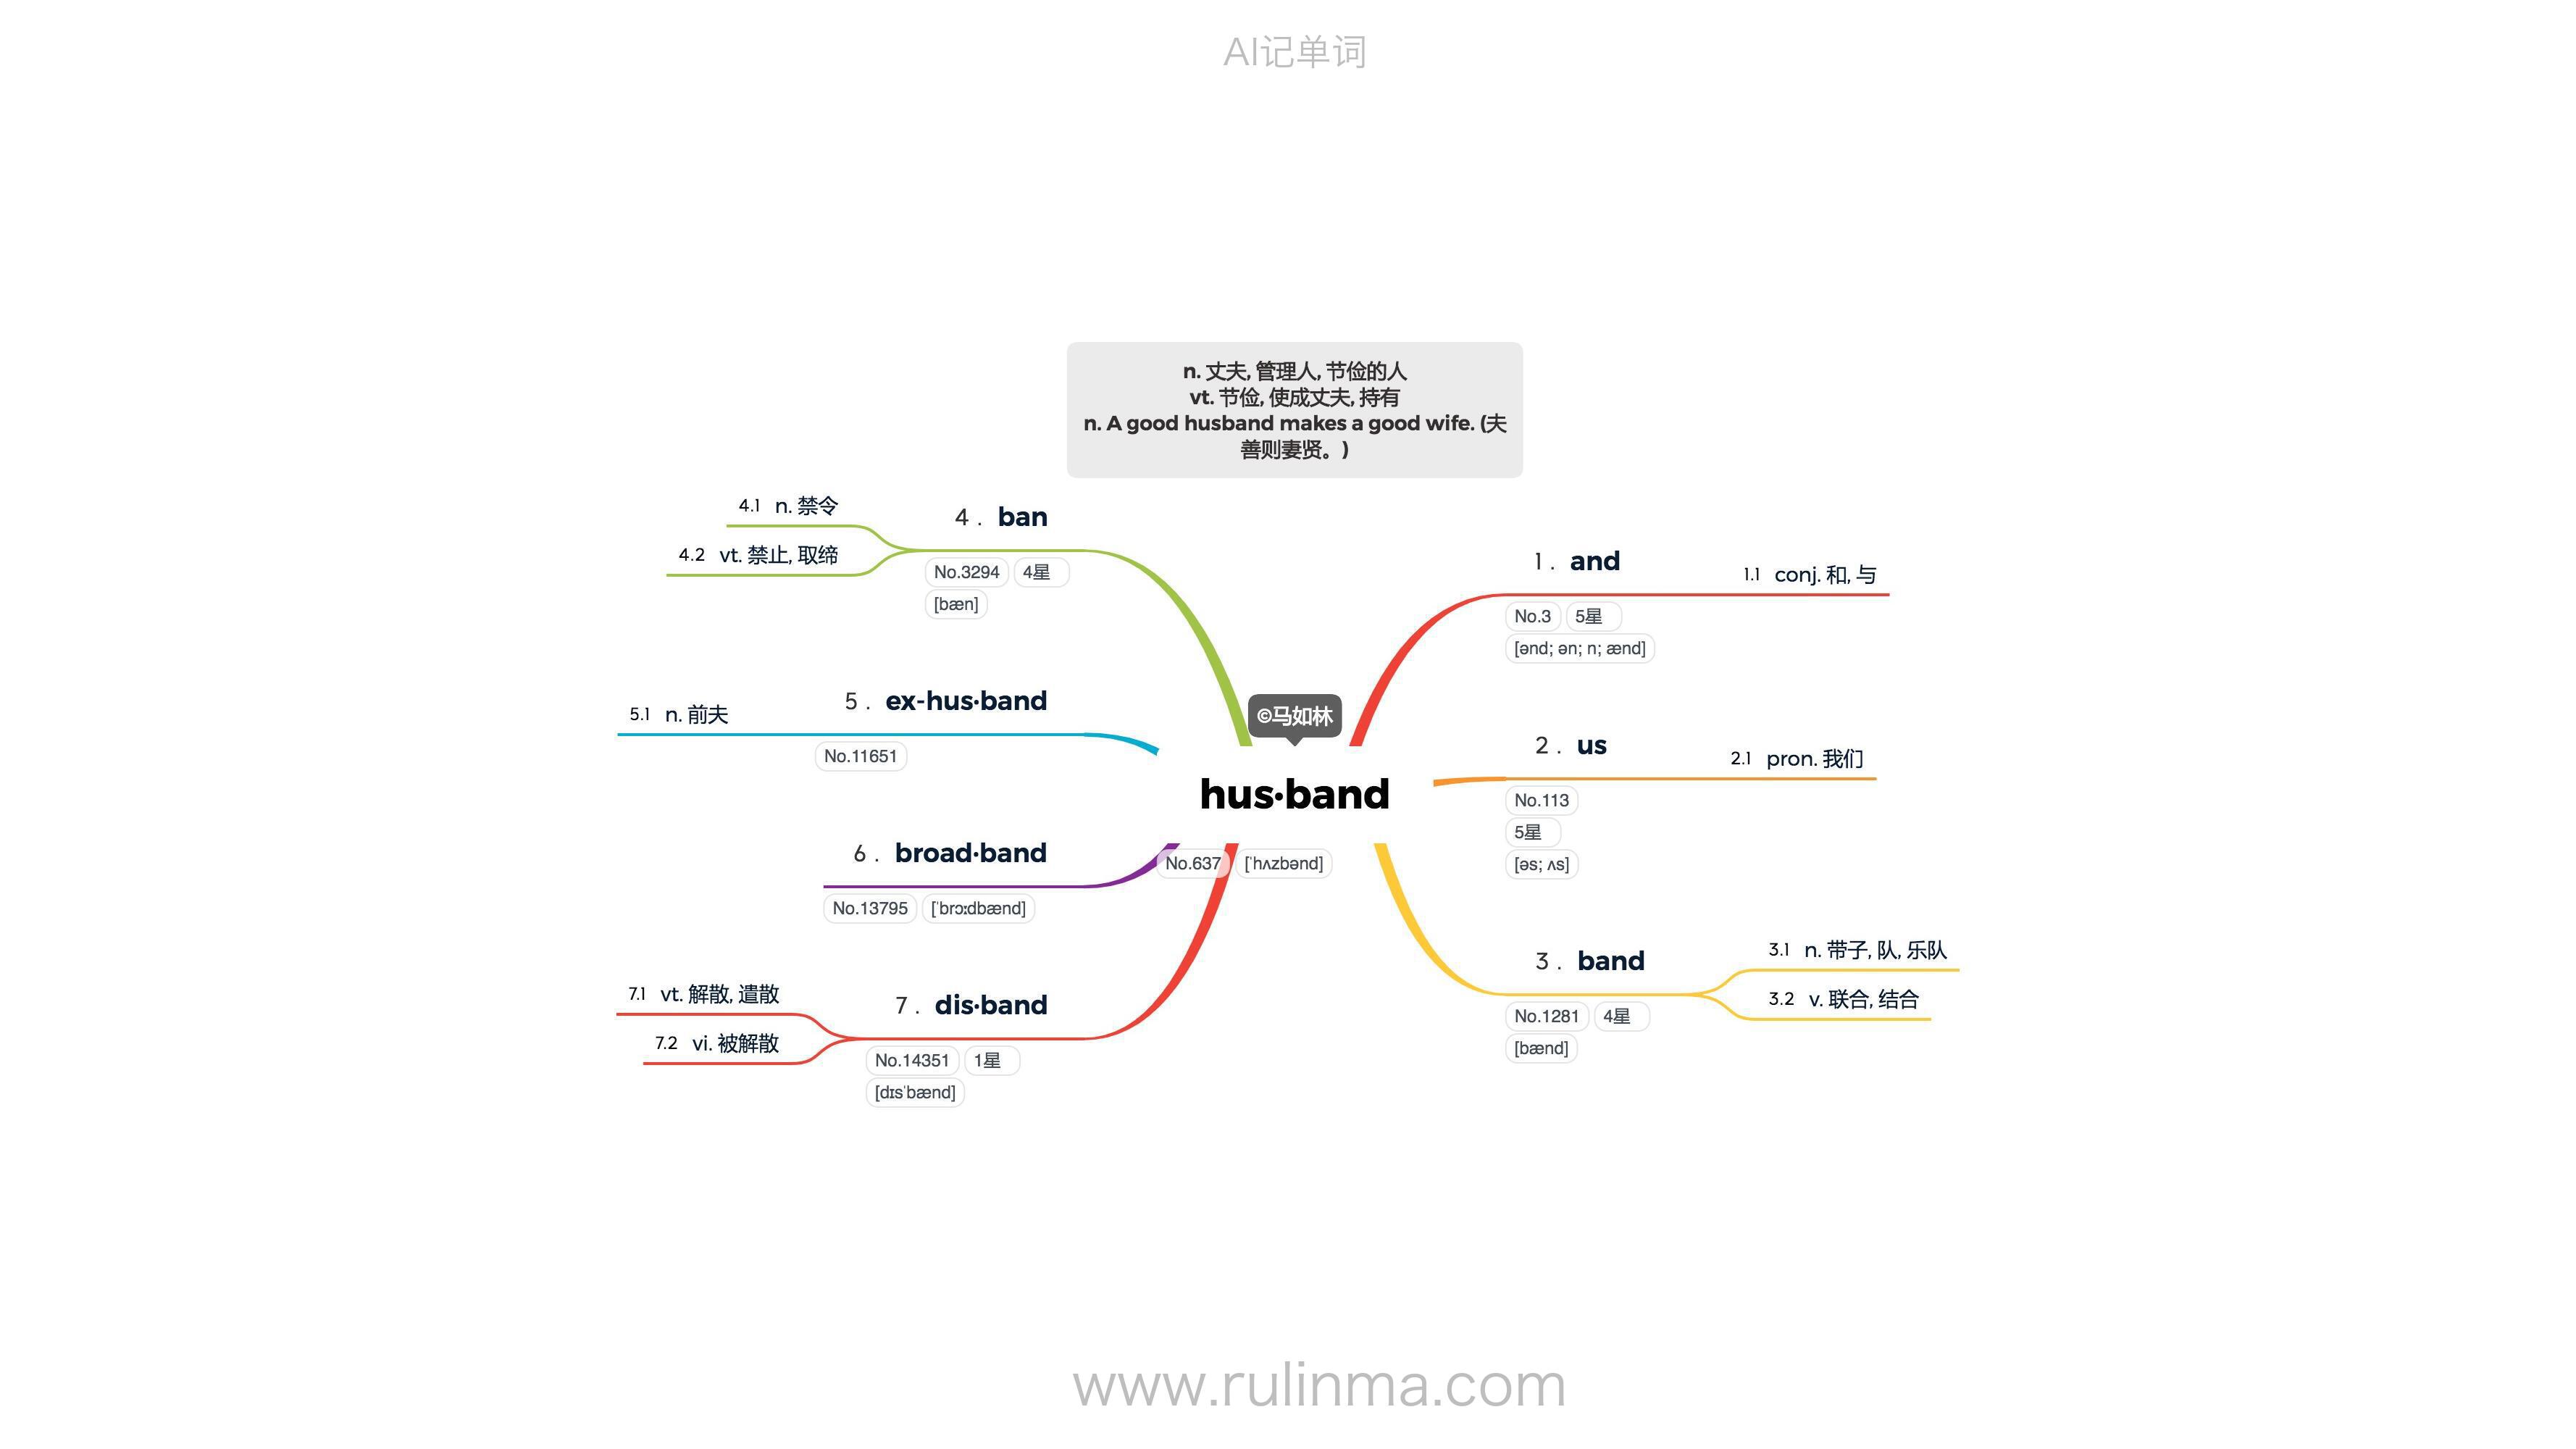 AI记单词
n. 丈夫, 管理人, 节俭的人
vt. 节俭, 使成丈夫, 持有
n. A good husband makes a good wife. (夫
善则妻贤。)
©马如林
hus·band
No.637 [ˈhʌzbənd]
1 . and
No.3 5星
[ənd; ən; n; ænd]
1.1 conj. 和, 与
2 . us
No.113
5星
[əs; ʌs]
2.1 pron. 我们
3 . band
No.1281 4星
[bænd]
3.1 n. 带子, 队, 乐队
3.2 v. 联合, 结合
4 . ban
No.3294 4星
[bæn]
4.1 n. 禁令
4.2 vt. 禁止, 取缔
5 . ex-hus·band
No.11651
5.1 n. 前夫
6 . broad·band
No.13795 [ˈbrɔːdbænd]
7 . dis·band
No.14351 1星
[dɪsˈbænd]
7.1 vt. 解散, 遣散
7.2 vi. 被解散
www.rulinma.com